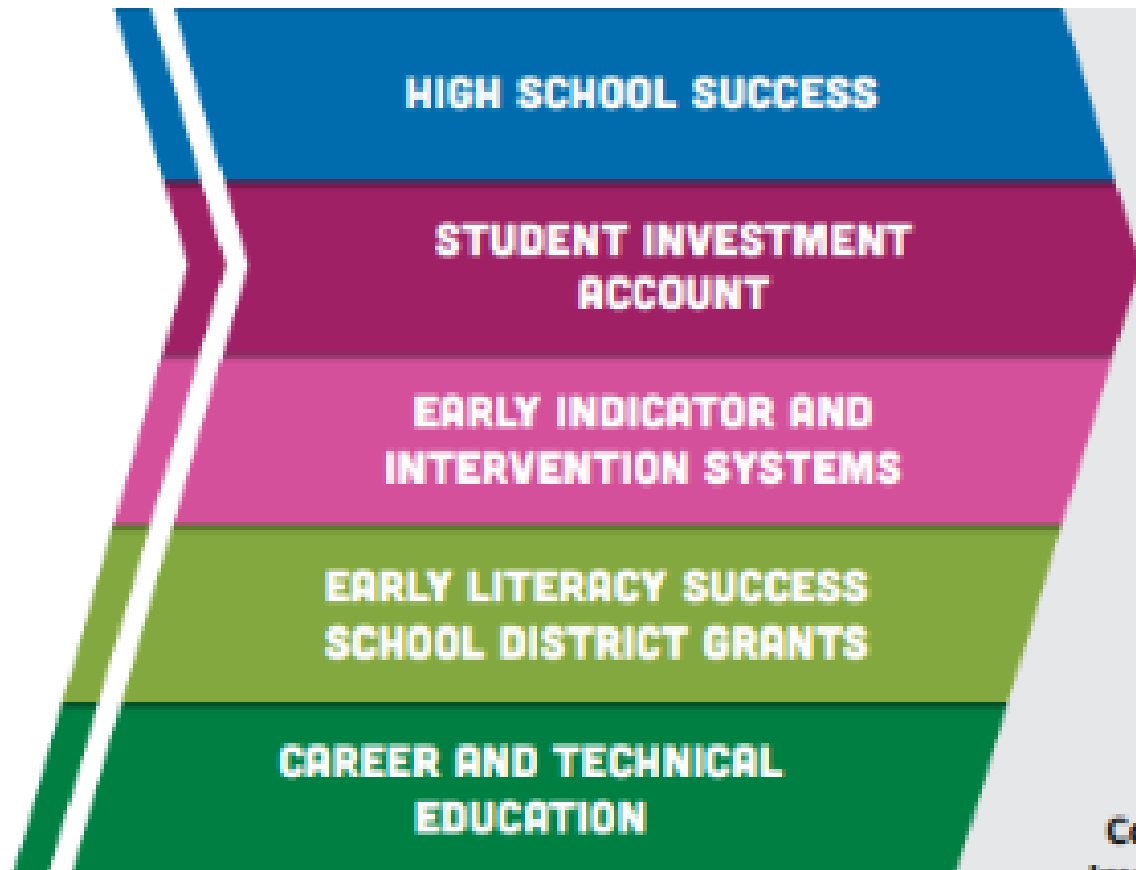 HIGH SCHOOL SUCCESS
STUDENT INVESTMENT
ACCOUNT
EARLY INDICATOR AND
INTERVENTION SYSTEMS
EARLY LITERACY SUCCESS
SCHOOL DISTRICT GRANTS
CAREER AND TECHNICAL
EDUCATION